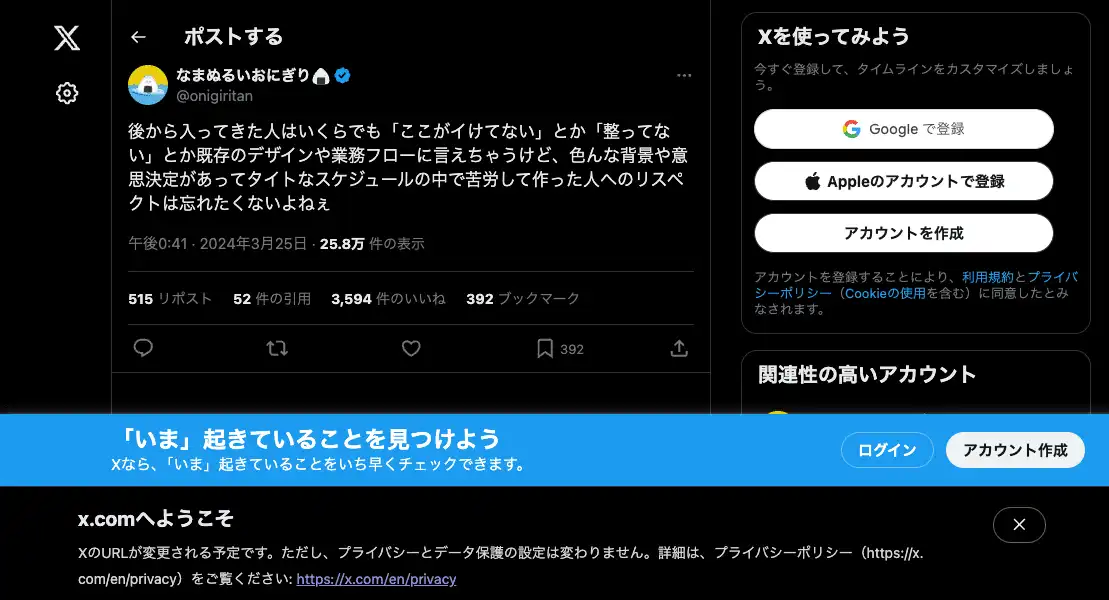 ポストする
なまぬるいおにぎり🍙
@onigiritan
後から入ってきた人はいくらでも「ここがイけてない」とか「整ってな
い」とか既存のデザインや業務フローに言えちゃうけど、色んな背景や意
思決定があってタイトなスケジュールの中で苦労して作った人へのリスペ
クトは忘れたくないよねぇ
午後0:41 · 2024年3月25日 · 25.8万 件の表示
515 リポスト 52 件の引用 3,594 件のいいね 392 ブックマーク
392
Xを使ってみよう
今すぐ登録して、タイムラインをカスタマイズしましょ
う。
Google で登録
Appleのアカウントで登録
アカウントを作成
アカウントを登録することにより、利用規約とプライバ
シーポリシー（Cookieの使用を含む）に同意したとみ
なされます。
関連性の高いアカウント
「いま」起きていることを見つけよう
Xなら、「いま」起きていることをいち早くチェックできます。
ログイン
アカウント作成
x.comへようこそ
XのURLが変更される予定です。ただし、プライバシーとデータ保護の設定は変わりません。詳細は、プライバシーポリシー（https://x.
com/en/privacy）をご覧ください: https://x.com/en/privacy